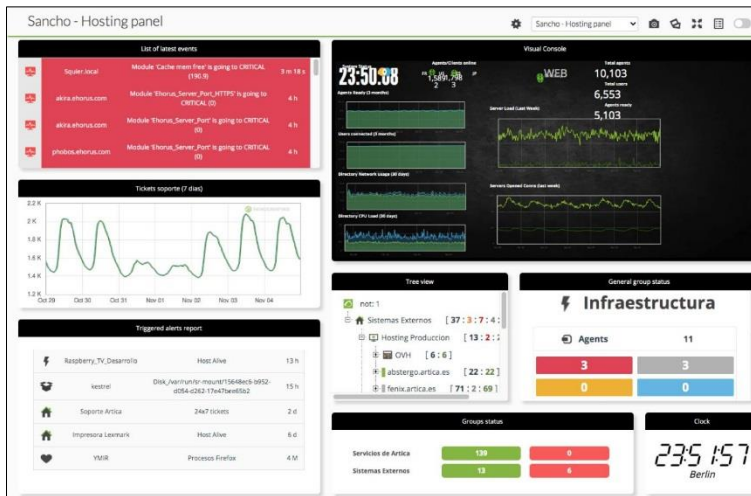 Sancho - Hosting panel
Sancho - Hosting panel
List of latest events
Squier.local
Module 'Cache mem free' is going to CRITICAL (190.9)
3 m 18 s
akira.ehorus.com
Module 'Ehorus_Server_Port_HTTPS' is going to CRITICAL (0)
4 h
akira.ehorus.com
Module 'Ehorus_Server_Port' is going to CRITICAL (0)
4 h
phobos.ehorus.com
Module 'Ehorus_Server_Port' is going to CRITICAL (0)
4 h
Visual Console
Agents/Clients online
WEB
Total agents
10,103
Total users
6,553
Agents ready
5,103
Agents Ready (3 months)
Server Load (Last Week)
Users connected (3 months)
Directory Network Usage (30 days)
Servers Opened Conns (last week)
Directory CPU Load (30 days)
Tickets soporte (7 dias)
2.2 K
2 K
1.8 K
1.6 K
1.4 K
1.2 K
Oct 29
Oct 30
Oct 31
Nov 01
Nov 02
Nov 03
Nov 04
Tree view
not: 1
Sistemas Externos [ 37 : 3 : 7 : 4 :
Hosting Produccion [ 13 : 2 :
OVH [ 6 : 6 ]
abstergo.artica.es [ 22 : 22 ]
fenix.artica.es [ 71 : 2 : 69 ]
General group status
Infraestructura
Agents 11
3 3
0 0
Triggered alerts report
Raspberry_TV_Desarrollo
Host Alive
13 h
kestrel
Disk_/var/run/sr-mount/15648ec6-b952-
d054-d262-17e47bee65b2
15 h
Soporte Artica
24x7 tickets
2 d
Impresora Lexmark
Host Alive
6 d
YMIR
Procesos Firefox
4 M
Groups status
Servicios de Artica 139 0
Sistemas Externos 13 6
Clock
23:51:57
Berlin